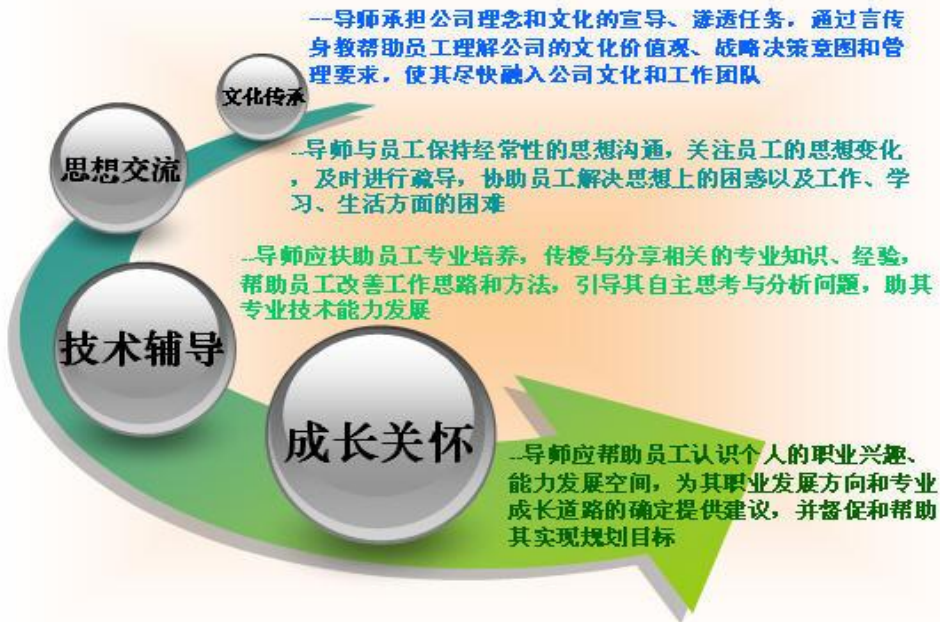 ---导师承担公司理念和文化的宣导、渗透任务，通过言传
身教帮助员工理解公司的文化价值观、战略决策意图和管
理要求，使其尽快融入公司文化和工作团队
文化传承
思想交流
--导师与员工保持经常性的思想沟通，关注员工的思想变化
，及时进行疏导，协助员工解决思想上的困惑以及工作、学
习、生活方面的困难
--导师应扶助员工专业培养，传授与分享相关的专业知识、经验，
帮助员工改善工作思路和方法，引导其自主思考与分析问题，助其
专业技术能力发展
技术辅导
成长关怀
--导师应帮助员工认识个人的职业兴趣、
能力发展空间，为其职业发展方向和专业
成长道路的确定提供建议，并督促和帮助
其实现规划目标